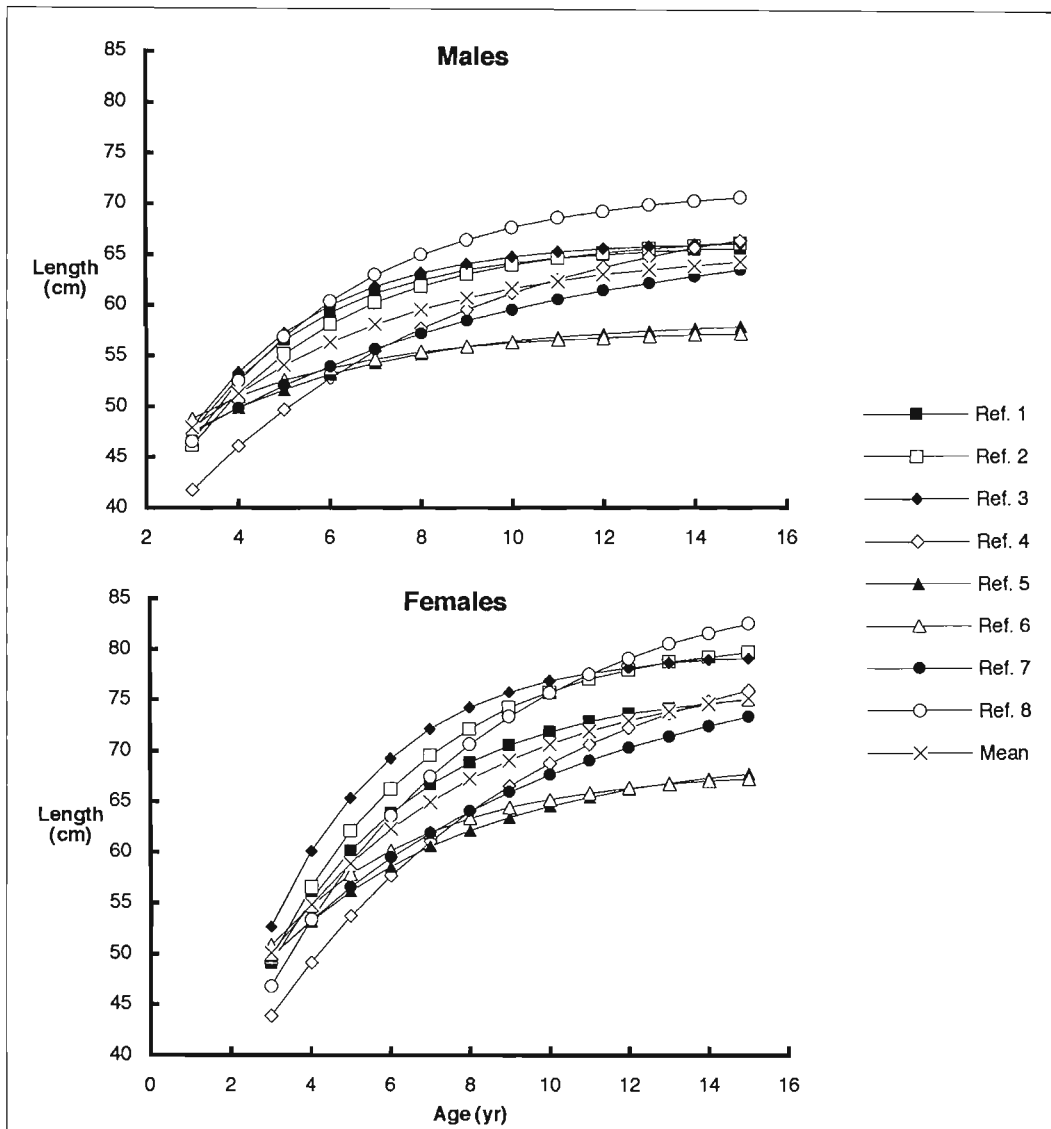 Males
85
80
75
70
65
60
55
50
45
40
Length
(cm)
2 4 6 8 10 12 14 16
Females
85
80
75
70
65
60
55
50
45
40
Length
(cm)
0 2 4 6 8 10 12 14 16
Age (yr)
Ref. 1
Ref. 2
Ref. 3
Ref. 4
Ref. 5
Ref. 6
Ref. 7
Ref. 8
Mean